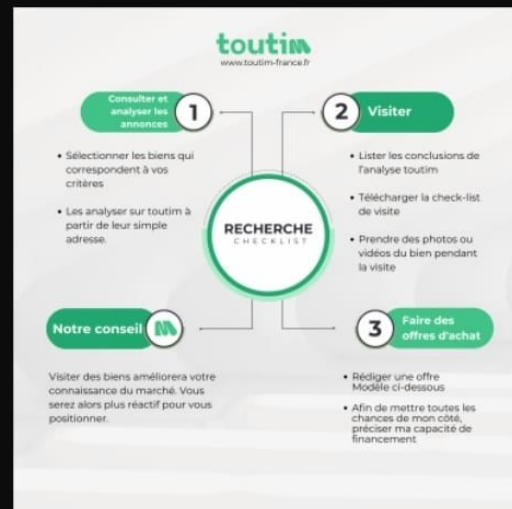 toutim
www.toutim-france.fr
Consulter et
analyser les
annonces
1
• Sélectionner les biens qui
correspondent à vos
critères
• Les analyser sur toutim à
partir de leur simple
adresse.
2
Visiter
• Lister les conclusions de
l'analyse toutim
• Télécharger la check-list
de visite
• Prendre des photos ou
vidéos du bien pendant
la visite
RECHERCHE
CHECKLIST
Notre conseil
Visiter des biens améliorera votre
connaissance du marché. Vous
serez alors plus réactif pour vous
positionner.
3
Faire des
offres d'achat
• Rédiger une offre
Modèle ci-dessous
• Afin de mettre toutes les
chances de mon côté,
préciser ma capacité de
financement